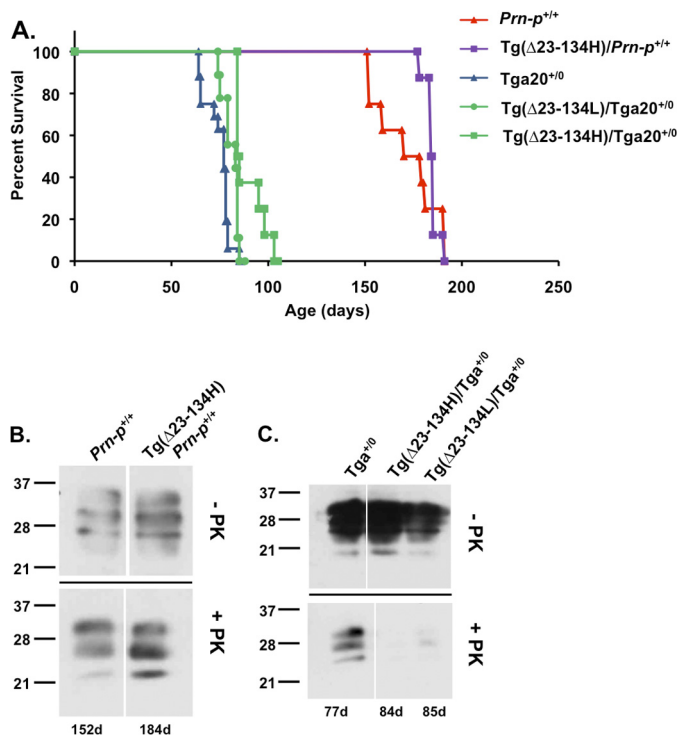 A.
Prn-p+/+
Tg(Δ23-134H)/Prn-p+/+
Tga20+/0
Tg(Δ23-134L)/Tga20+/0
Tg(Δ23-134H)/Tga20+/0
Percent Survival
100
80
60
40
20
0
0
50
100
150
200
250
Age (days)
B.
Prn-p+/+
Tg(Δ23-134H)
Prn-p+/+
37
28
21
- PK
37
28
21
+ PK
152d
184d
C.
Tga+/0
Tg(Δ23-134H)/Tga+/0
Tg(Δ23-134L)/Tga+/0
37
28
21
- PK
37
28
21
+ PK
77d
84d
85d